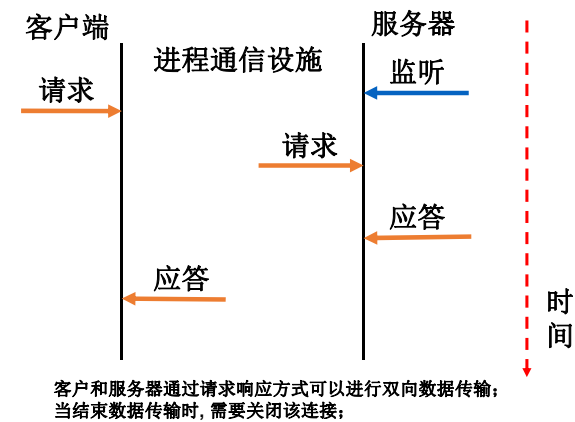 客户端
服务器
进程通信设施
监听
请求
请求
应答
应答
时
间
客户和服务器通过请求响应方式可以进行双向数据传输；
当结束数据传输时, 需要关闭该连接；